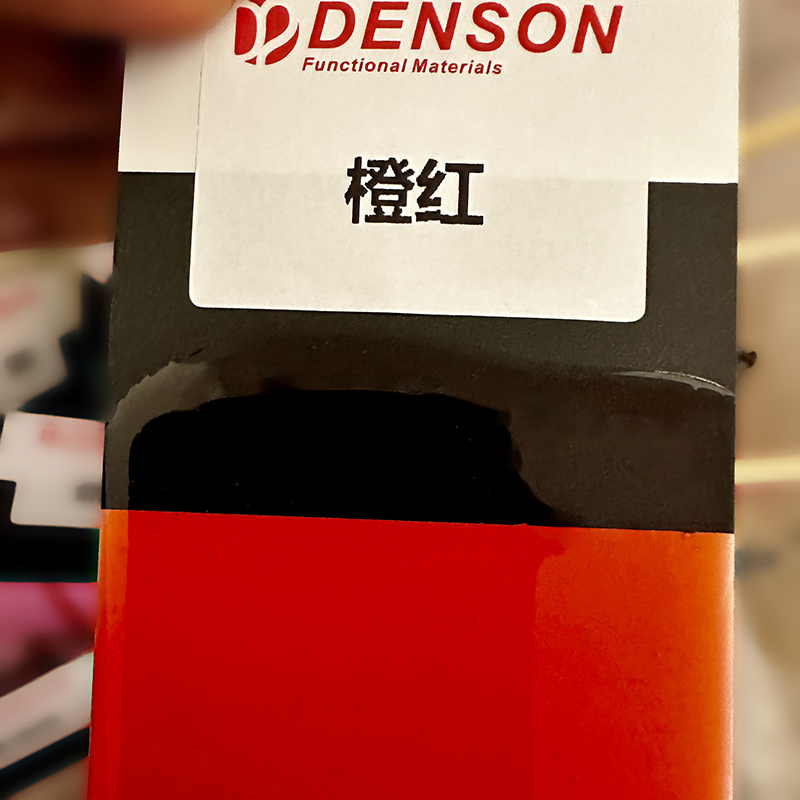 DENSON
Functional Materials
橙红